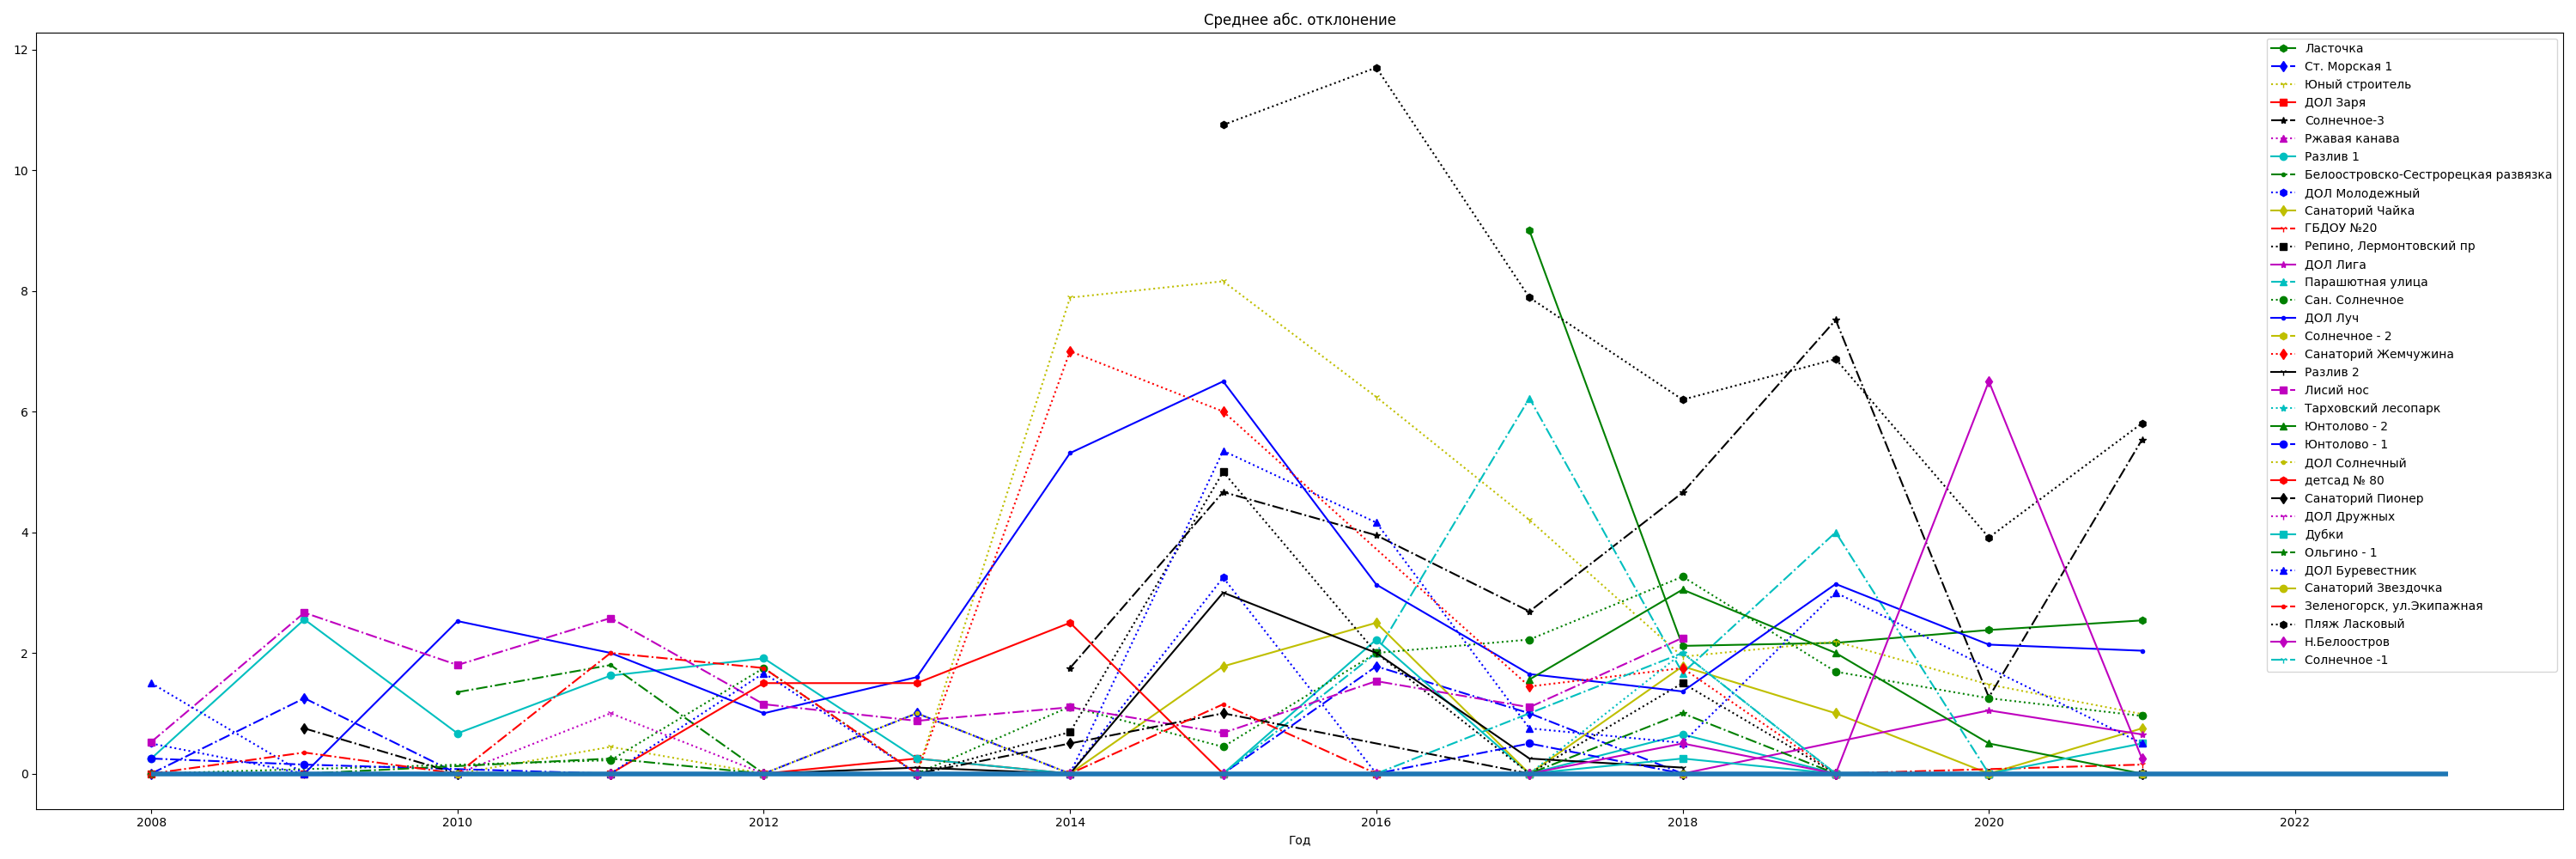 Среднее абс. отклонение
12
10
8
6
4
2
0
2008
2010
2012
2014
2016
2018
2020
2022
Год
Ласточка
Ст. Морская 1
Юный строитель
ДОЛ Заря
Солнечное-3
Ржавая канава
Разлив 1
Белоостровско-Сестрорецкая развязка
ДОЛ Молодежный
Санаторий Чайка
ГБДОУ №20
Репино, Лермонтовский пр
ДОЛ Лига
Парашютная улица
Сан. Солнечное
ДОЛ Луч
Солнечное - 2
Санаторий Жемчужина
Разлив 2
Лисий нос
Тарховский лесопарк
Юнтолово - 2
Юнтолово - 1
ДОЛ Солнечный
детсад № 80
Санаторий Пионер
ДОЛ Дружных
Дубки
Ольгино - 1
ДОЛ Буревестник
Санаторий Звездочка
Зеленогорск, ул.Экипажная
Пляж Ласковый
Н.Белоостров
Солнечное -1